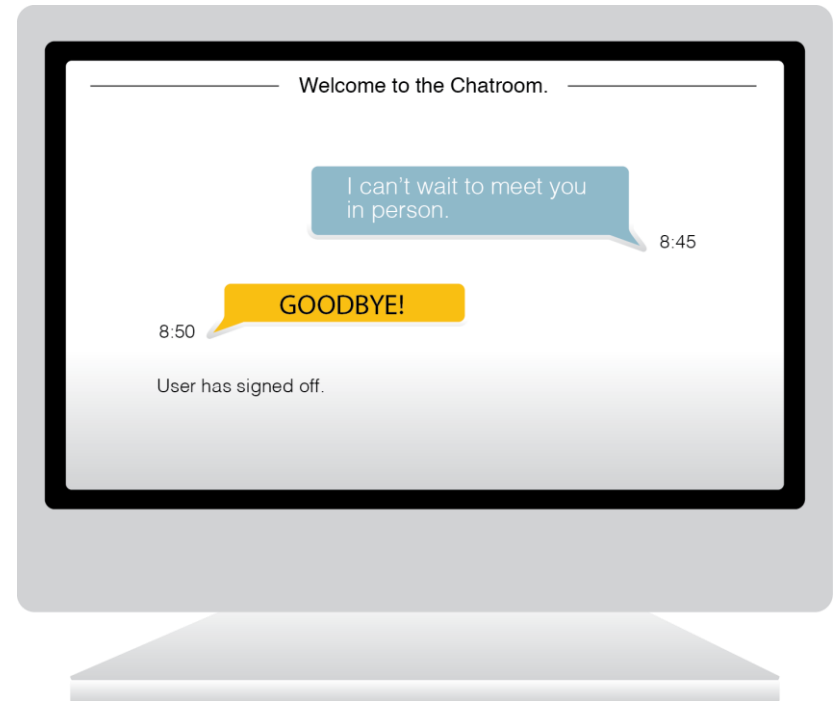 Welcome to the Chatroom.
I can't wait to meet you
in person.
8:45
GOODBYE!
8:50
User has signed off.